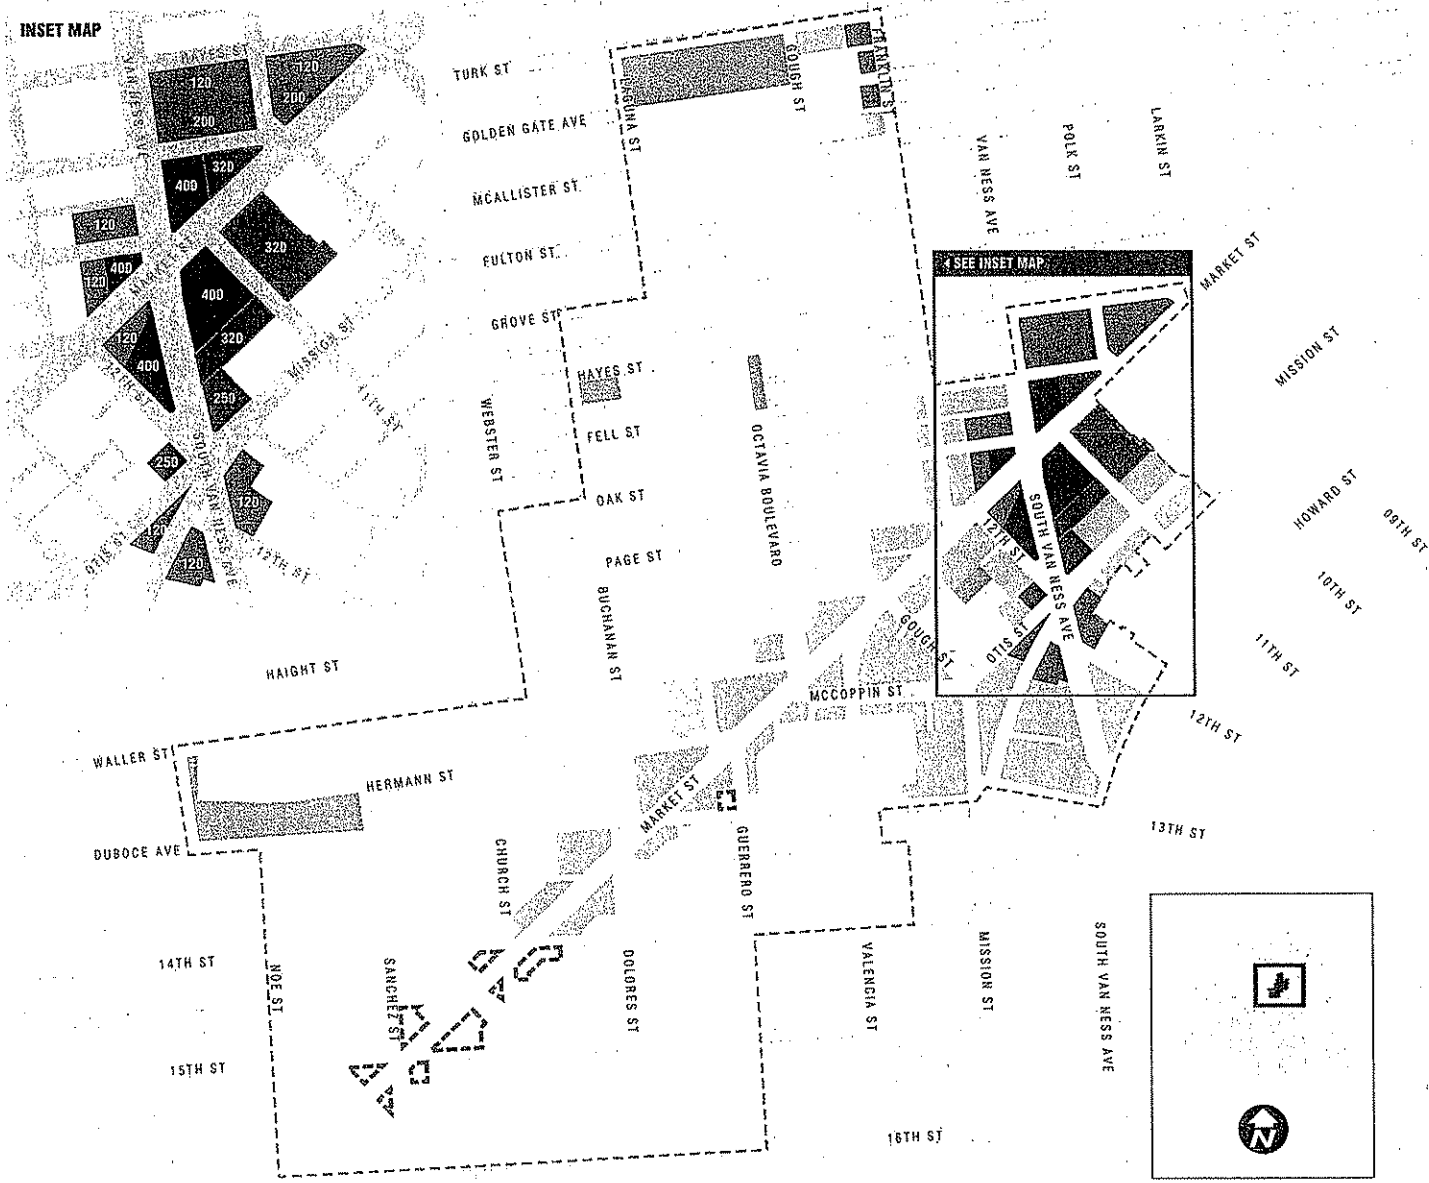 INSET MAP
HAYES ST
VAN NESS AVE
120
200
120
200
400
320
120
320
120
400
MARKET ST
400
120
400
320
MISSION ST
12TH ST
250
11TH ST
250
SOUTH VAN NESS AVE
120
120
OTIS ST
120
12TH ST
TURK ST
GOLDEN GATE AVE
MCALLISTER ST
FULTON ST
GROVE ST
HAYES ST
FELL ST
OAK ST
PAGE ST
LAGUNA ST
GOUGH ST
FRANKLIN ST
VAN NESS AVE
POLK ST
LARKIN ST
4 SEE INSET MAP
MARKET ST
MISSION ST
HOWARD ST
09TH ST
10TH ST
11TH ST
12TH ST
13TH ST
WEBSTER ST
OCTAVIA BOULEVARD
BUCHANAN ST
12TH ST
SOUTH VAN NESS AVE
OTIS ST
GOUGH ST
MCCOPPIN ST
HAIGHT ST
WALLER ST
HERMANN ST
DUBOCE AVE
MARKET ST
CHURCH ST
GUERRERO ST
14TH ST
NOE ST
SANCHEZ ST
DOLORES ST
VALENCIA ST
MISSION ST
SOUTH VAN NESS AVE
15TH ST
16TH ST
N